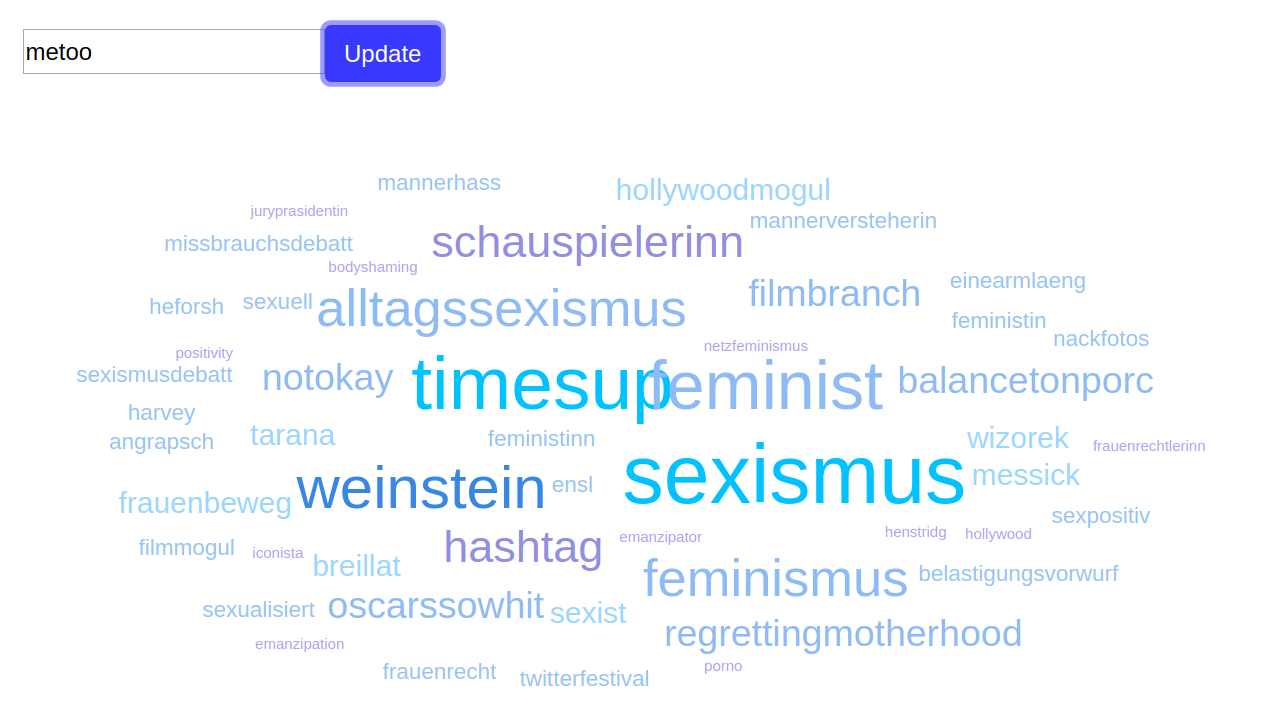 metoo
Update
mannerhass
hollywoodmogul
juryprasidentin
mannerversteherin
missbrauchsdebatt
schauspielerinn
bodyshaming
einearmlaeng
filmbranch
heforsh
sexuell
alltagssexismus
feministin
nackfotos
positivity
netzfeminismus
sexismusdebatt
notokay
timesup
feminist
balancetonporc
harvey
angrapsch
tarana
feministinn
wizorek
frauenrechtlerinn
weinstein
ensl
sexismus
messick
frauenbeweg
sexpositiv
filmmogul
iconista
hashtag
emanzipator
henstridg
hollywood
breillat
feminismus
belastigungsvorwurf
sexualisiert
oscarssowhit
sexist
emanzipation
regrettingmotherhood
frauenrecht
twitterfestival
porno